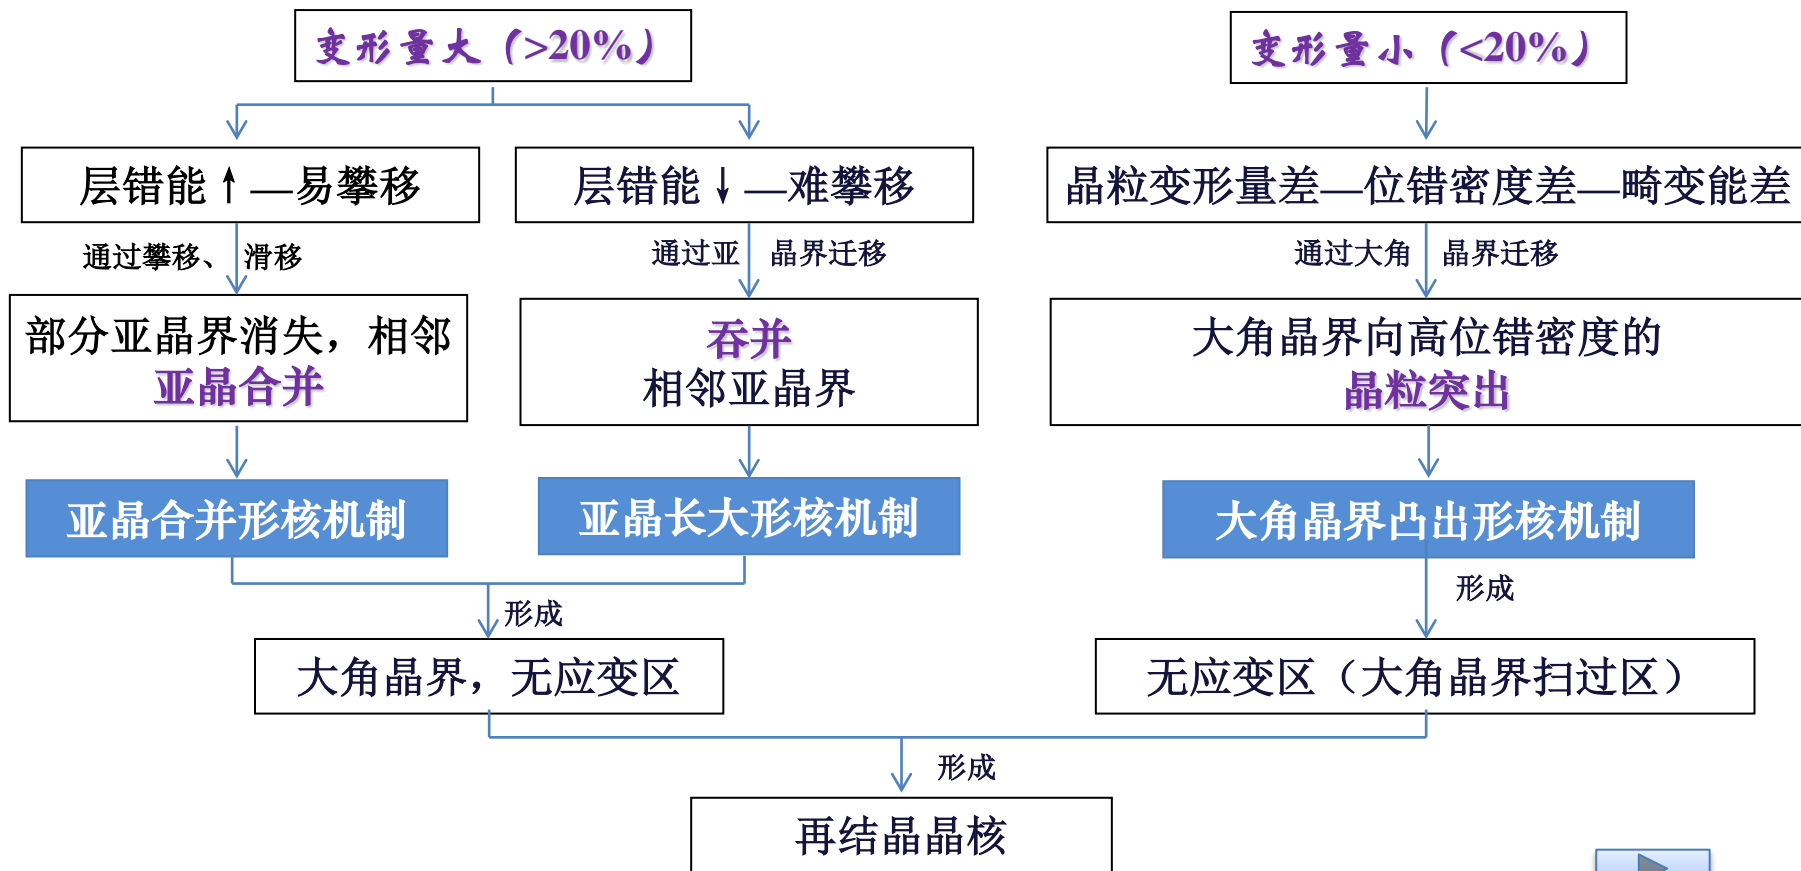 变形量大（>20%）
变形量小（<20%）
层错能↑—易攀移
层错能↓—难攀移
晶粒变形量差—位错密度差—畸变能差
通过攀移、滑移
通过亚晶界迁移
通过大角晶界迁移
部分亚晶界消失，相邻
亚晶合并
吞并
相邻亚晶界
大角晶界向高位错密度的
晶粒突出
亚晶合并形核机制
亚晶长大形核机制
大角晶界凸出形核机制
形成
形成
大角晶界，无应变区
无应变区（大角晶界扫过区）
形成
再结晶晶核